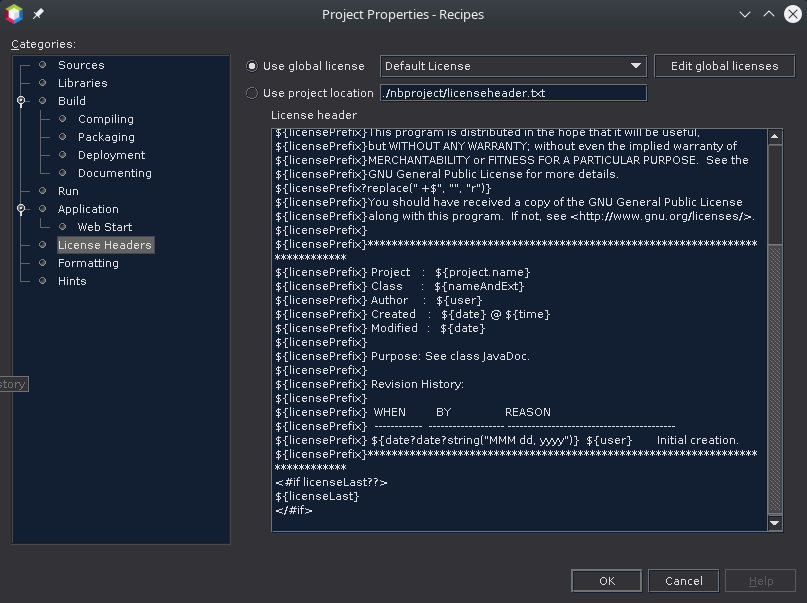 Project Properties - Recipes
Categories:
Sources
Libraries
Build
Compiling
Packaging
Deployment
Documenting
Run
Application
Web Start
License Headers
Formatting
Hints
story
Use global license
Default License
Edit global licenses
Use project location
./nbproject/licenseheader.txt
License header
${licensePrefix}This program is distributed in the hope that it will be useful,
${licensePrefix}but WITHOUT ANY WARRANTY; without even the implied warranty of
${licensePrefix}MERCHANTABILITY or FITNESS FOR A PARTICULAR PURPOSE.  See the
${licensePrefix}GNU General Public License for more details.
${licensePrefix?replace(" +$", "", "r")}
${licensePrefix}You should have received a copy of the GNU General Public License
${licensePrefix}along with this program.  If not, see <http://www.gnu.org/licenses/>.
${licensePrefix}
${licensePrefix}*****************************************************************
************
${licensePrefix} Project   :   ${project.name}
${licensePrefix} Class     :   ${nameAndExt}
${licensePrefix} Author    :   ${user}
${licensePrefix} Created   :   ${date} @ ${time}
${licensePrefix} Modified  :   ${date}
${licensePrefix}
${licensePrefix} Purpose: See class JavaDoc.
${licensePrefix}
${licensePrefix} Revision History:
${licensePrefix}
${licensePrefix}  WHEN          BY                  REASON
${licensePrefix}  ------------  -------------------  ------------------------------------------
${licensePrefix} ${date?date?string("MMM dd, yyyy")}  ${user}        Initial creation.
${licensePrefix}*****************************************************************
************
<#if licenseLast??>
${licenseLast}
</#if>
OK
Cancel
Help